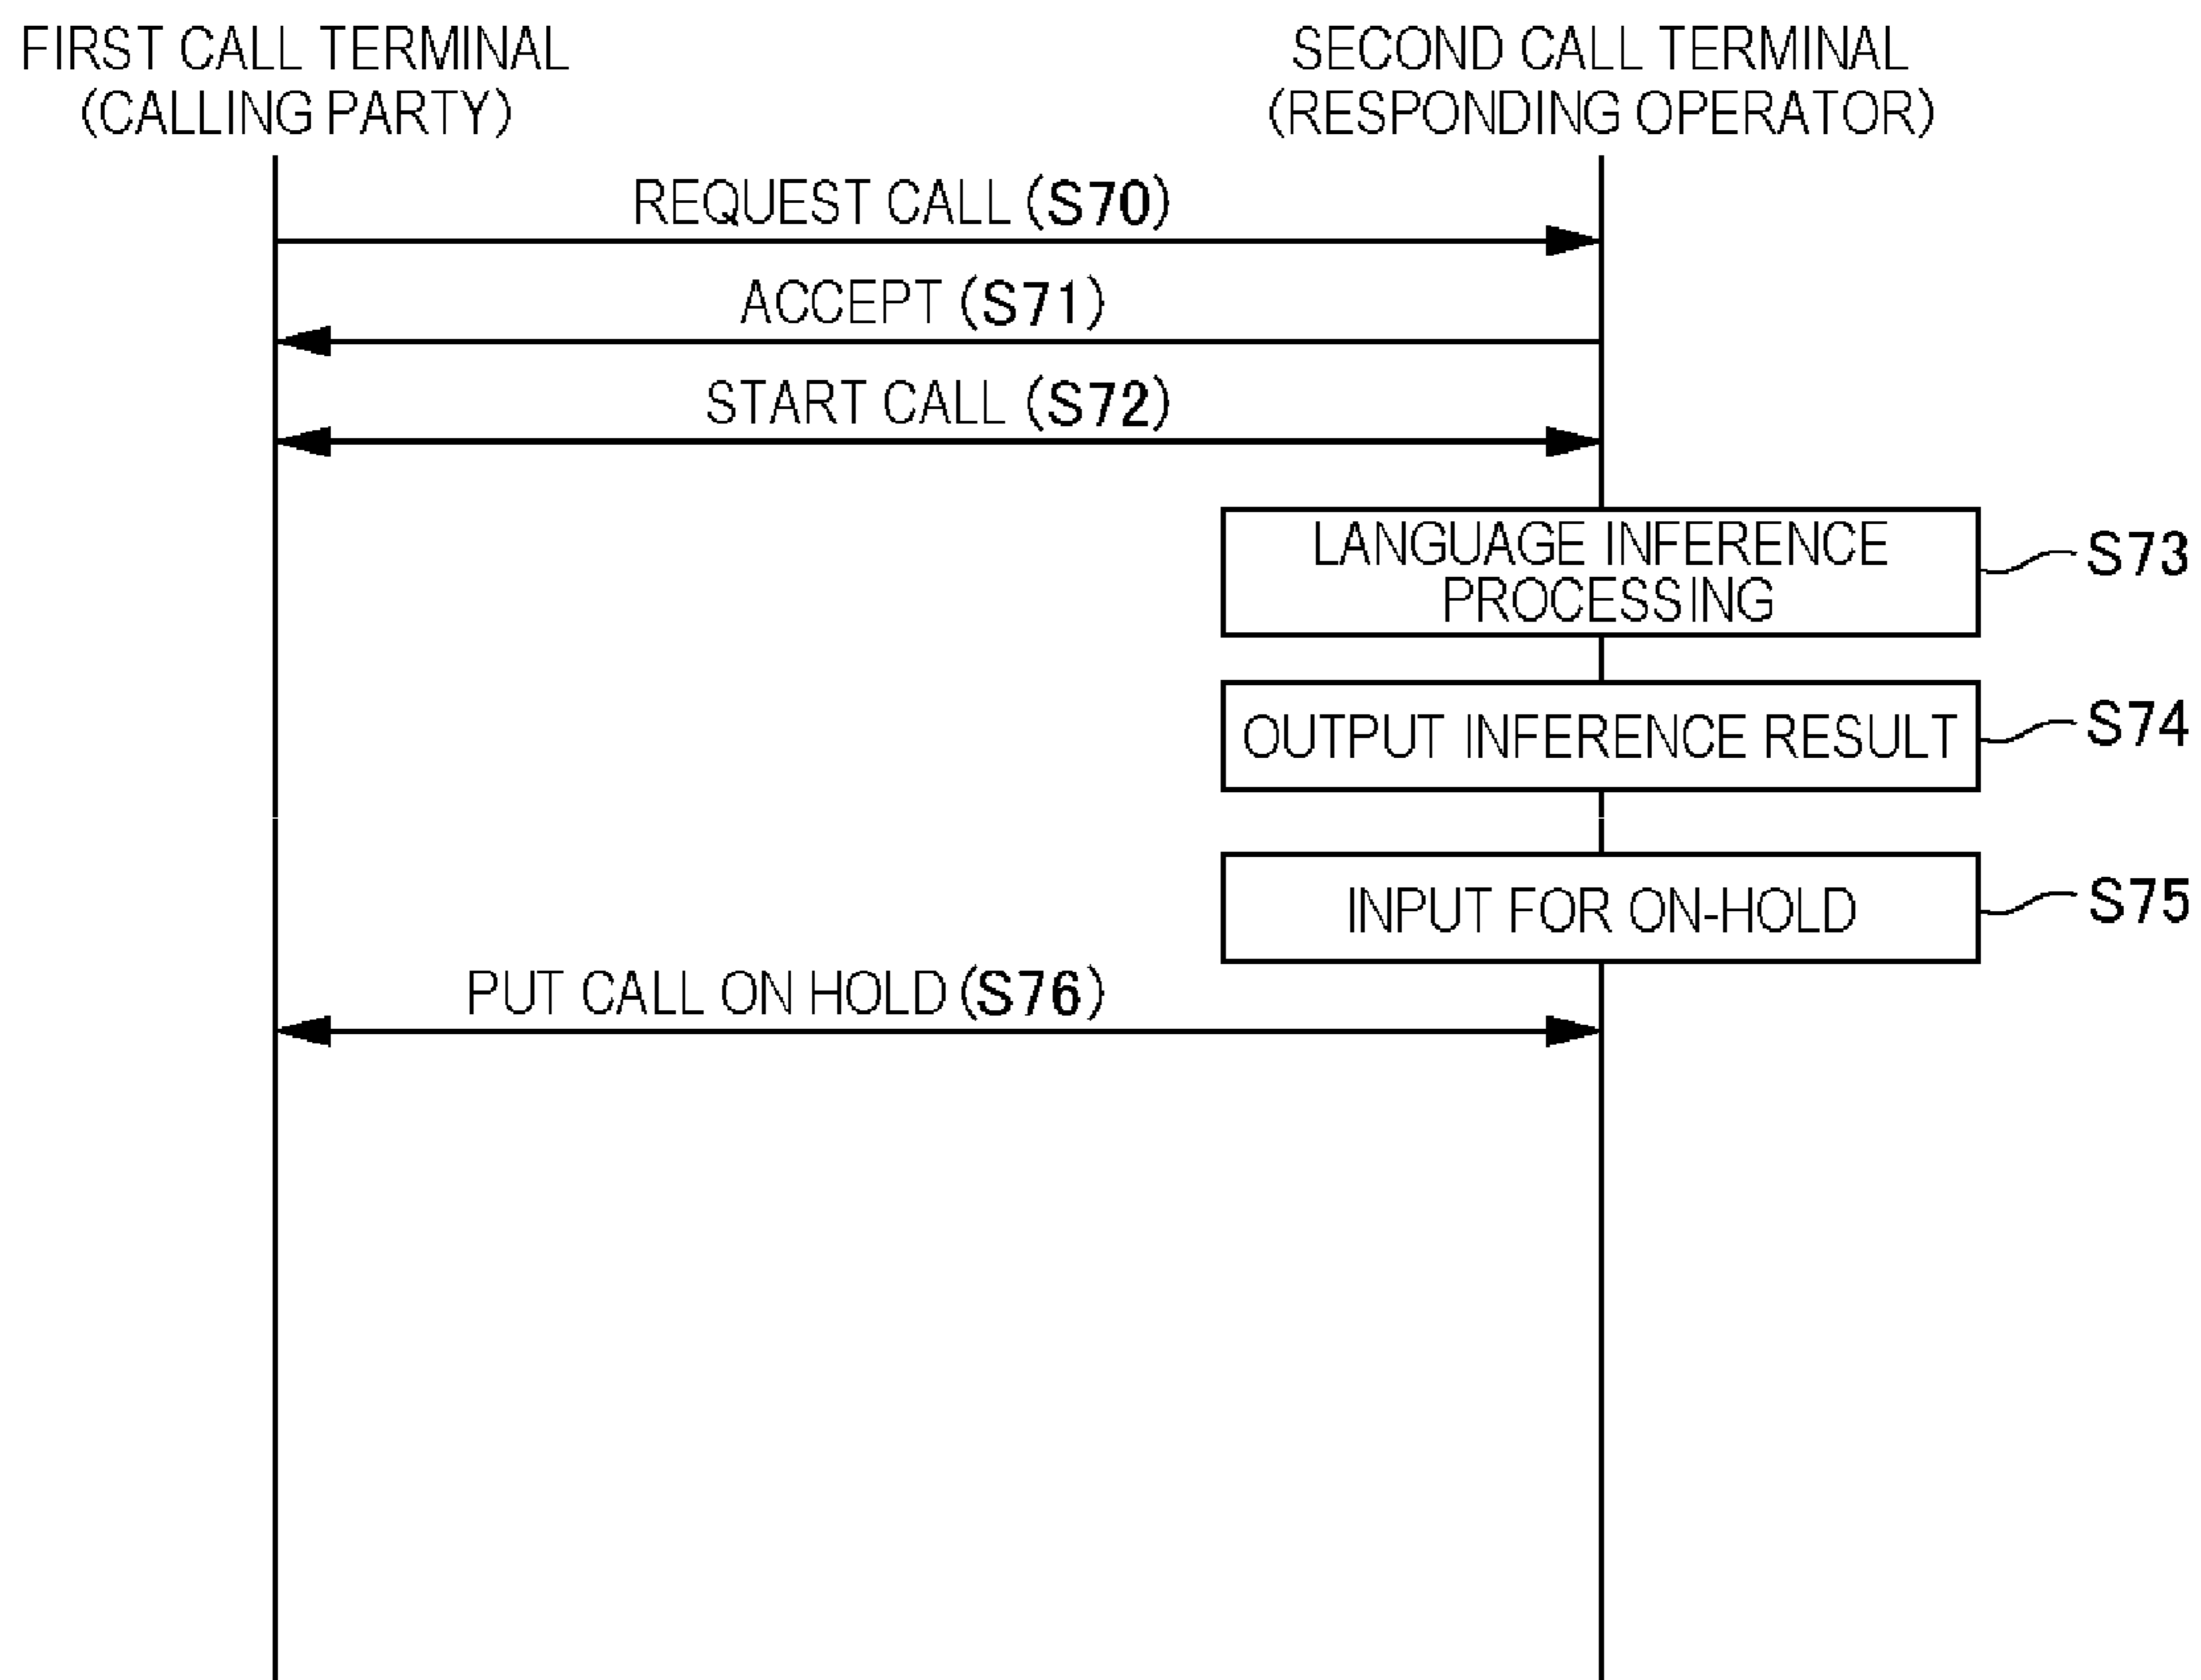 FIRST CALL TERMINAL
(CALLING PARTY)
SECOND CALL TERMINAL
(RESPONDING OPERATOR)
REQUEST CALL (S70)
ACCEPT (S71)
START CALL (S72)
LANGUAGE INFERENCE
PROCESSING
S73
OUTPUT INFERENCE RESULT
S74
INPUT FOR ON-HOLD
S75
PUT CALL ON HOLD (S76)